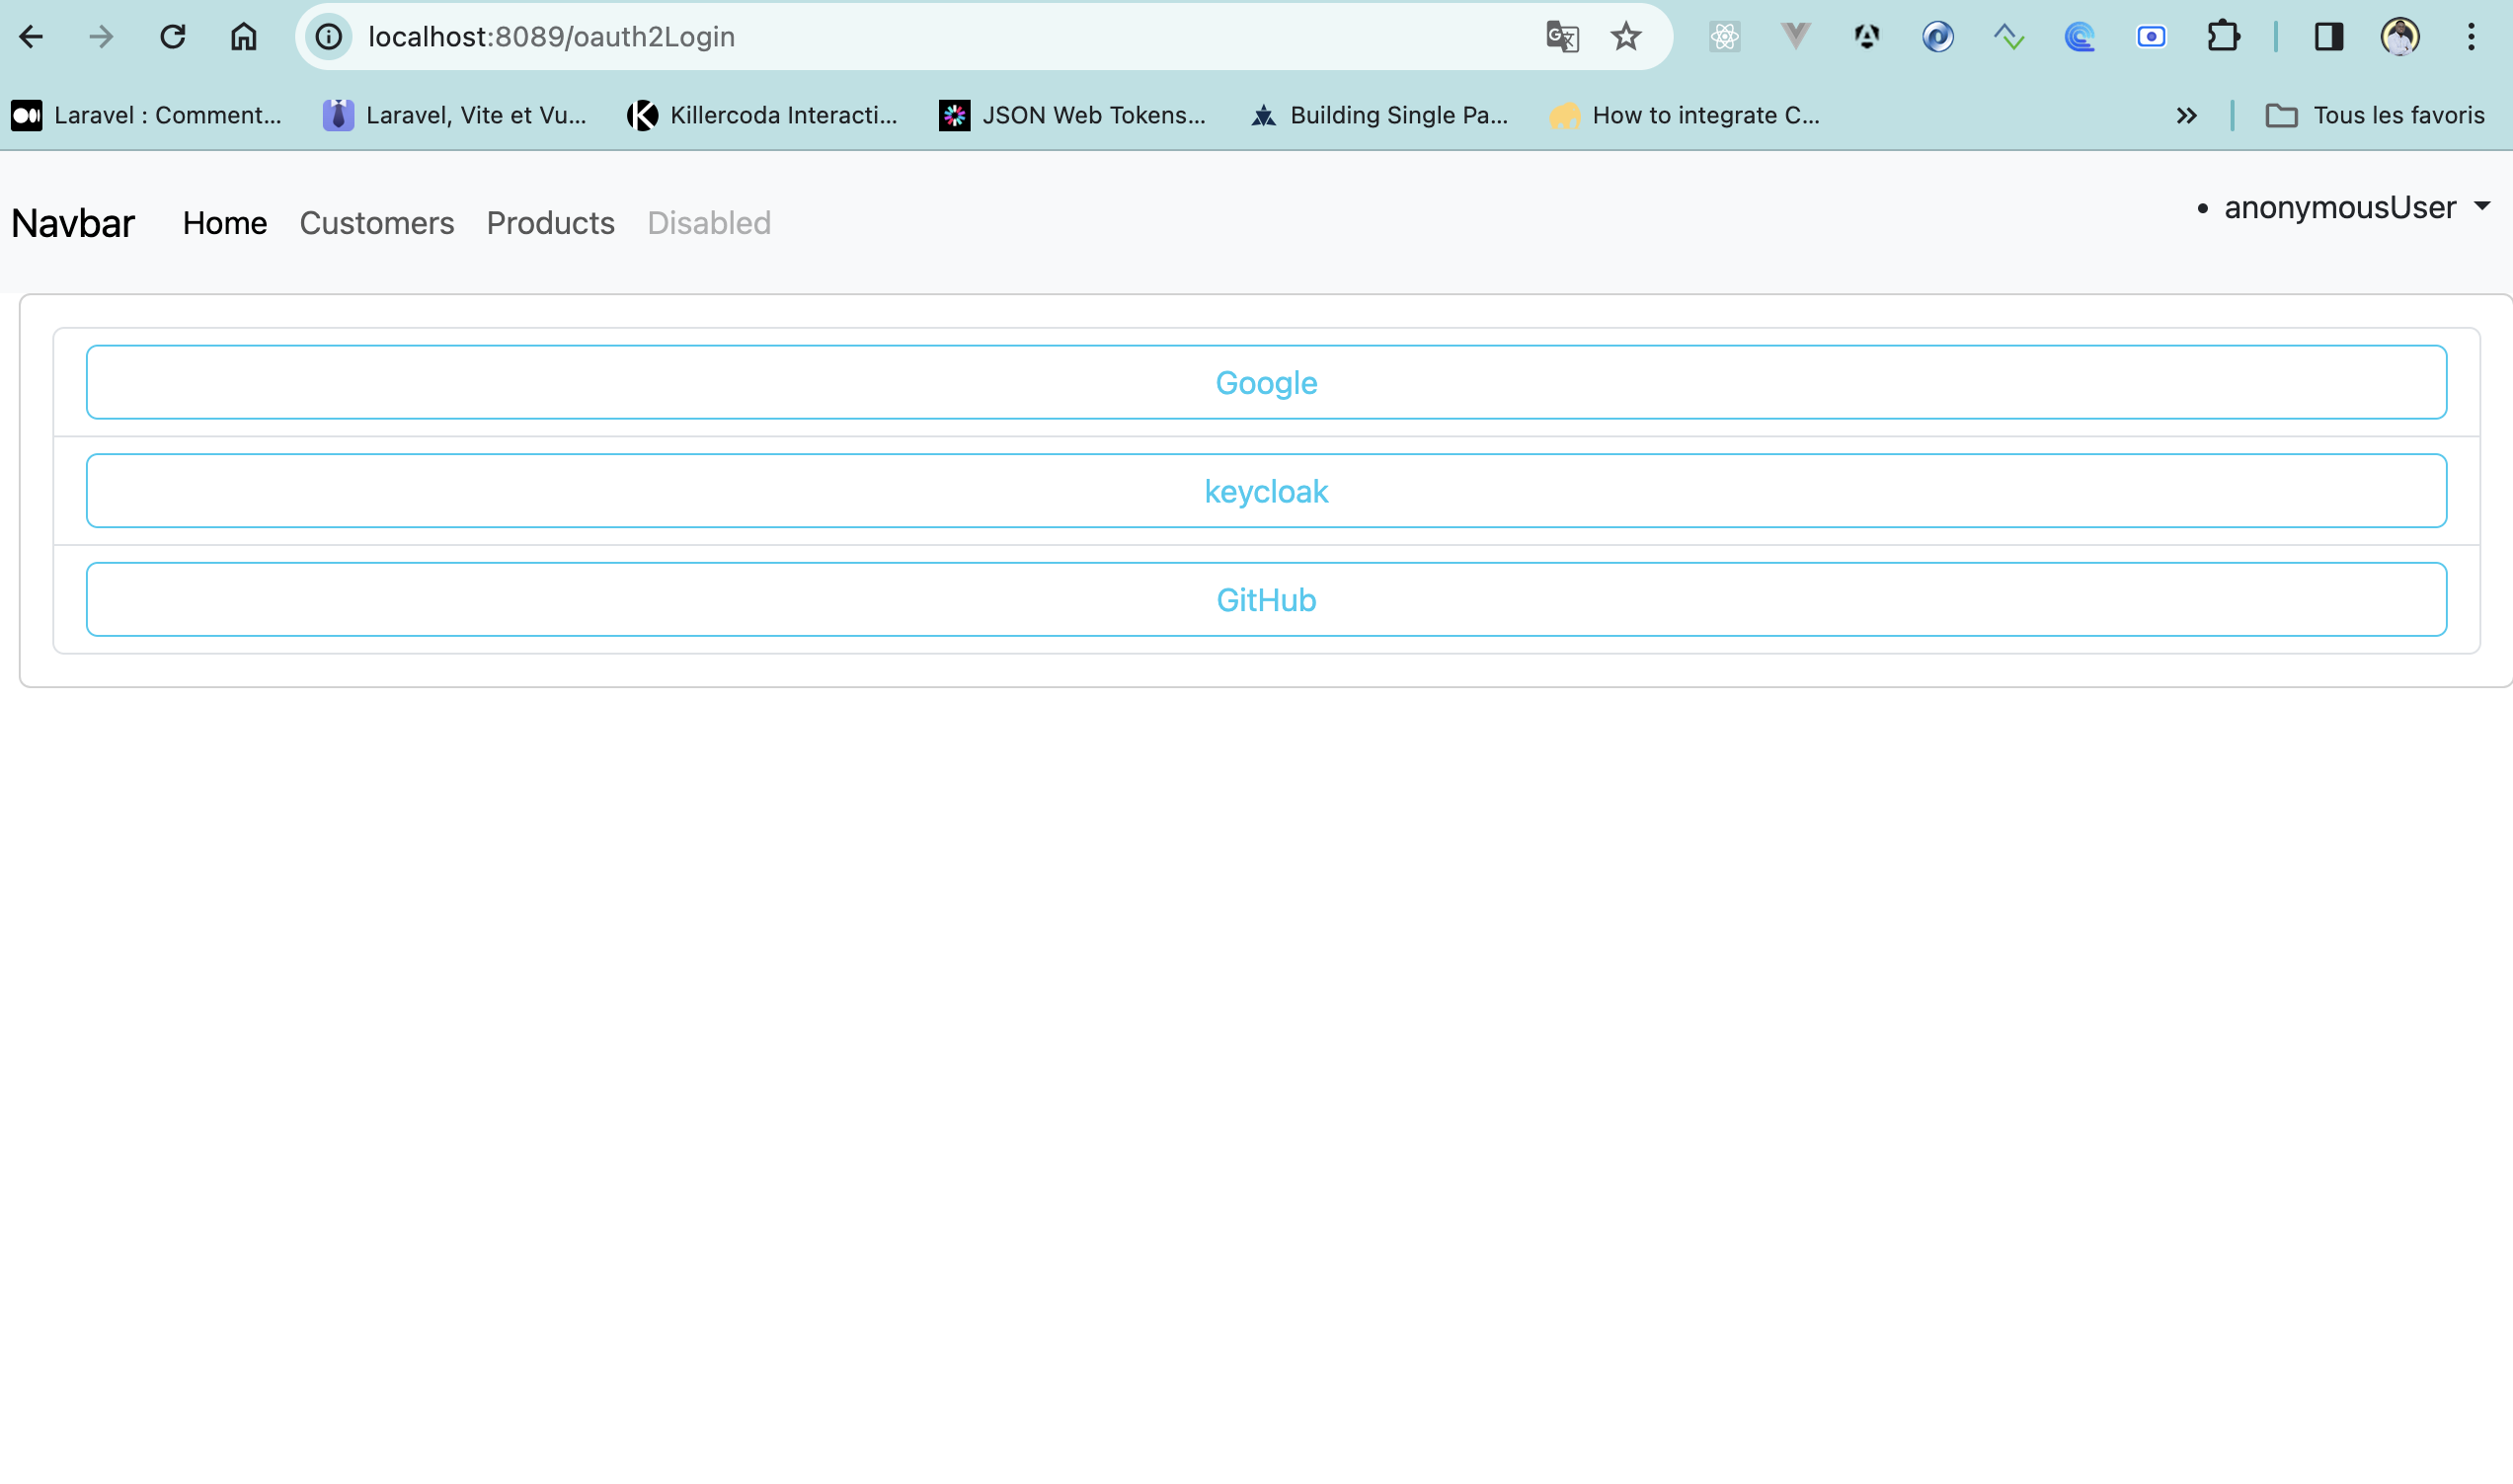 localhost:8089/oauth2Login
Laravel : Comment... Laravel, Vite et Vu... Killercoda Interacti... JSON Web Tokens... Building Single Pa... How to integrate C... Tous les favoris
Navbar Home Customers Products Disabled • anonymousUser
Google
keycloak
GitHub